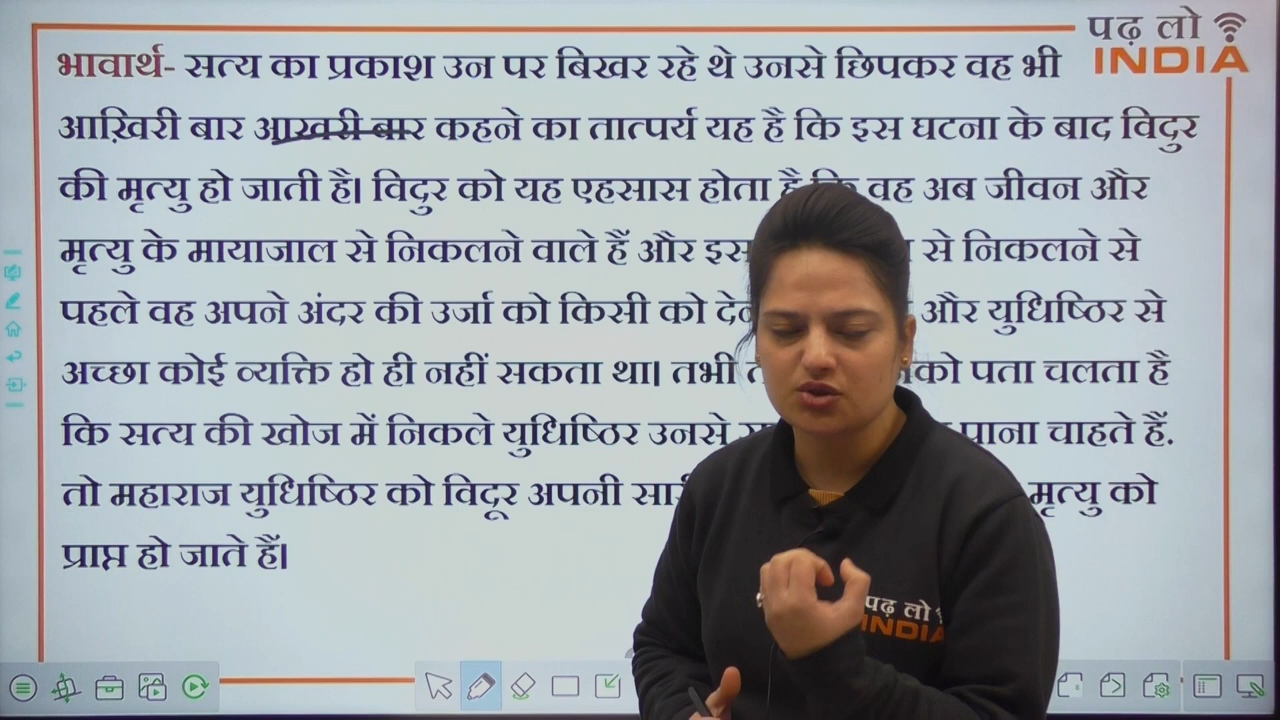 पढ़ लो
INDIA
भावार्थ- सत्य का प्रकाश उन पर बिखर रहे थे उनसे छिपकर वह भी
आख़िरी बार आखरी बार कहने का तात्पर्य यह है कि इस घटना के बाद विदुर
की मृत्यु हो जाती है। विदुर को यह एहसास होता है कि वह अब जीवन और
मृत्यु के मायाजाल से निकलने वाले हैं और इस से निकलने से
पहले वह अपने अंदर की उर्जा को किसी को और युधिष्ठिर से
अच्छा कोई व्यक्ति हो ही नहीं सकता था। तभी पता चलता है
कि सत्य की खोज में निकले युधिष्ठिर उनसे पाना चाहते हैं.
तो महाराज युधिष्ठिर को विदूर अपनी मृत्यु को
प्राप्त हो जाते हैं।
पढ़ लो
INDIA